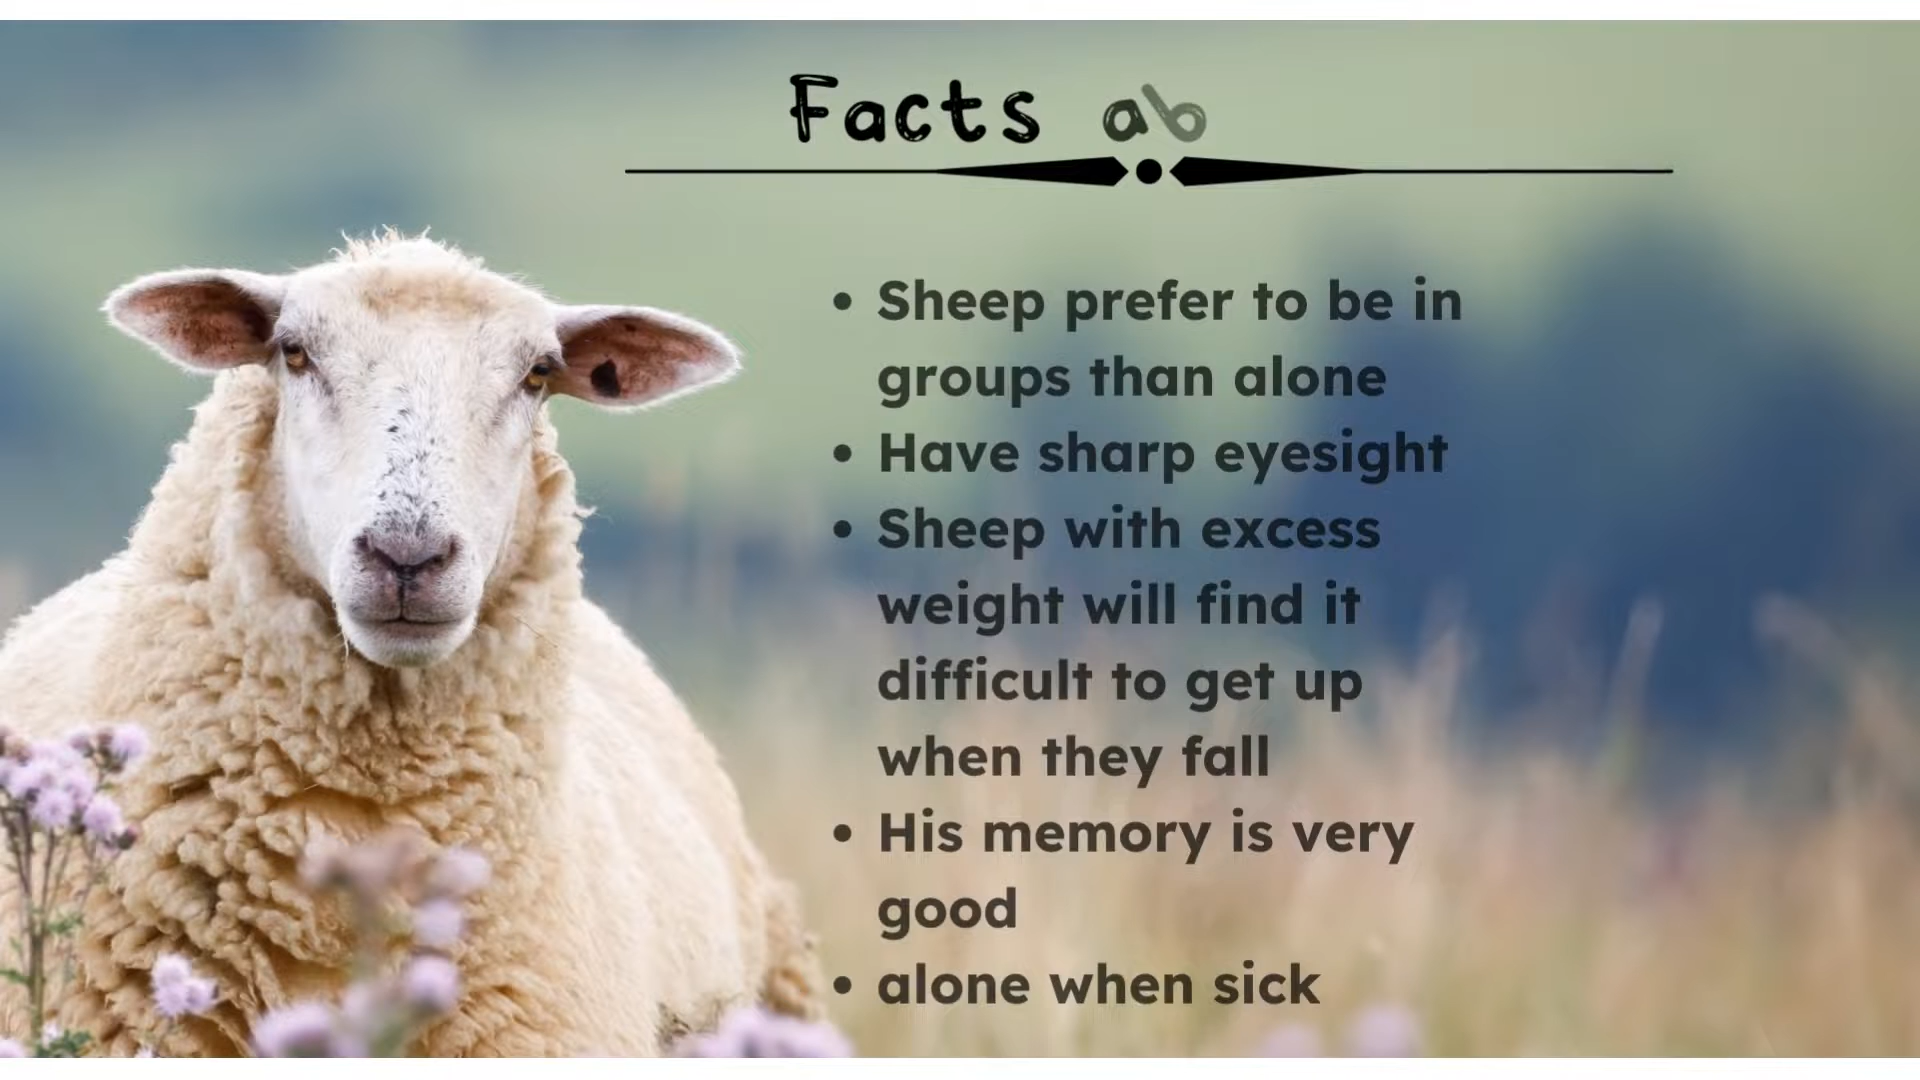 Facts ab
• Sheep prefer to be in
groups than alone
• Have sharp eyesight
• Sheep with excess
weight will find it
difficult to get up
when they fall
• His memory is very
good
• alone when sick